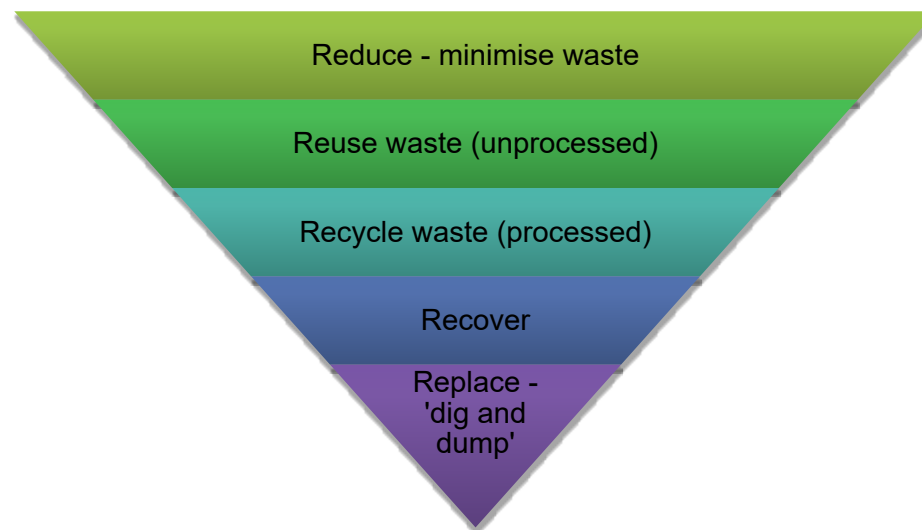 Reduce - minimise waste
Reuse waste (unprocessed)
Recycle waste (processed)
Recover
Replace -
'dig and
dump'